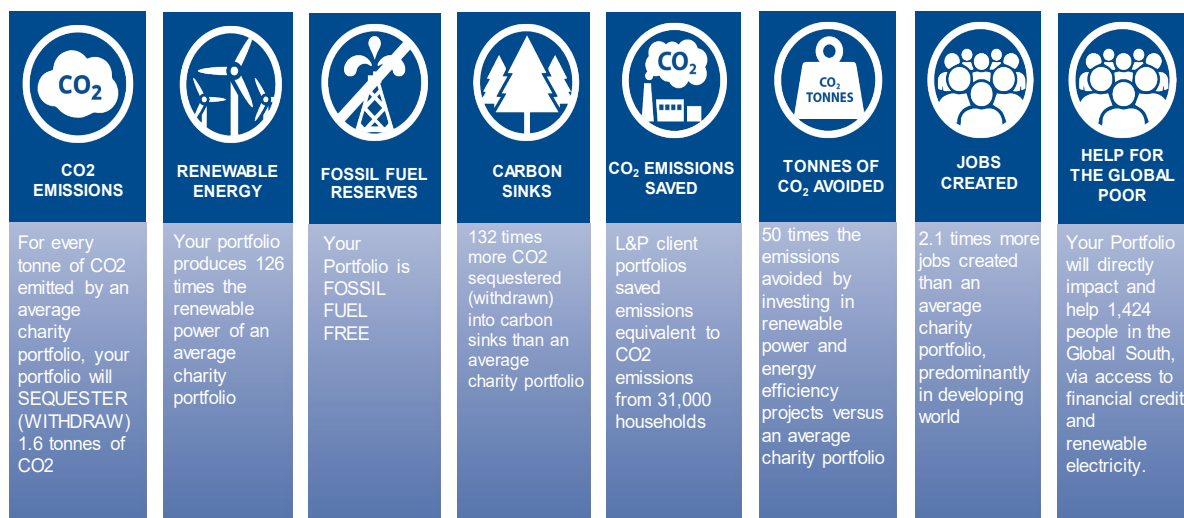 CO₂
CO2
EMISSIONS
For every
tonne of CO2
emitted by an
average
charity
portfolio, your
portfolio will
SEQUESTER
(WITHDRAW)
1.6 tonnes of
CO2
RENEWABLE
ENERGY
Your portfolio
produces 126
times the
renewable
power of an
average
charity
portfolio
FOSSIL FUEL
RESERVES
Your
Portfolio is
FOSSIL
FUEL
FREE
CARBON
SINKS
132 times
more CO2
sequestered
(withdrawn)
into carbon
sinks than an
average
charity portfolio
CO₂
CO₂ EMISSIONS
SAVED
L&P client
portfolios
saved
emissions
equivalent to
CO2
emissions
from 31,000
households
CO₂
TONNES
TONNES OF
CO₂ AVOIDED
50 times the
emissions
avoided by
investing in
renewable
power and
energy
efficiency
projects versus
an average
charity portfolio
JOBS
CREATED
2.1 times more
jobs created
than an
average
charity
portfolio,
predominantly
in developing
world
HELP FOR
THE GLOBAL
POOR
Your Portfolio
will directly
impact and
help 1,424
people in the
Global South,
via access to
financial credit
and
renewable
electricity.